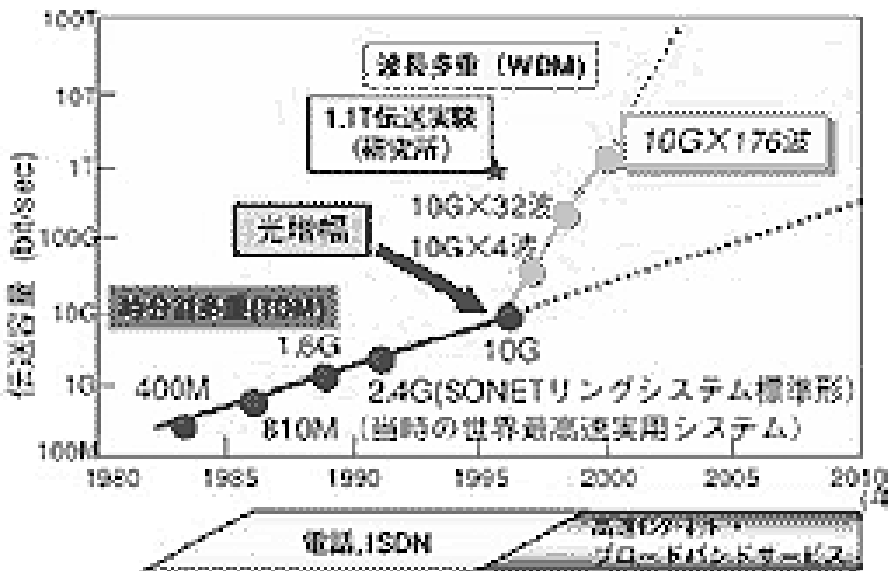 100T
10T
1T
100G
10G
1G
100M
伝送容量 (bit/sec)
波長多重 (WDM)
1.1T伝送実験
(研究所)
10G×176波
10G×32波
光増幅
10G×4波
時分割多重(TDM)
1.6G
10G
400M
2.4G(SONETリングシステム標準形)
810M
(当時の世界最高速実用システム)
1980
1985
1990
1995
2000
2005
2010
(年
電話,ISDN
ブロードバンドサービス